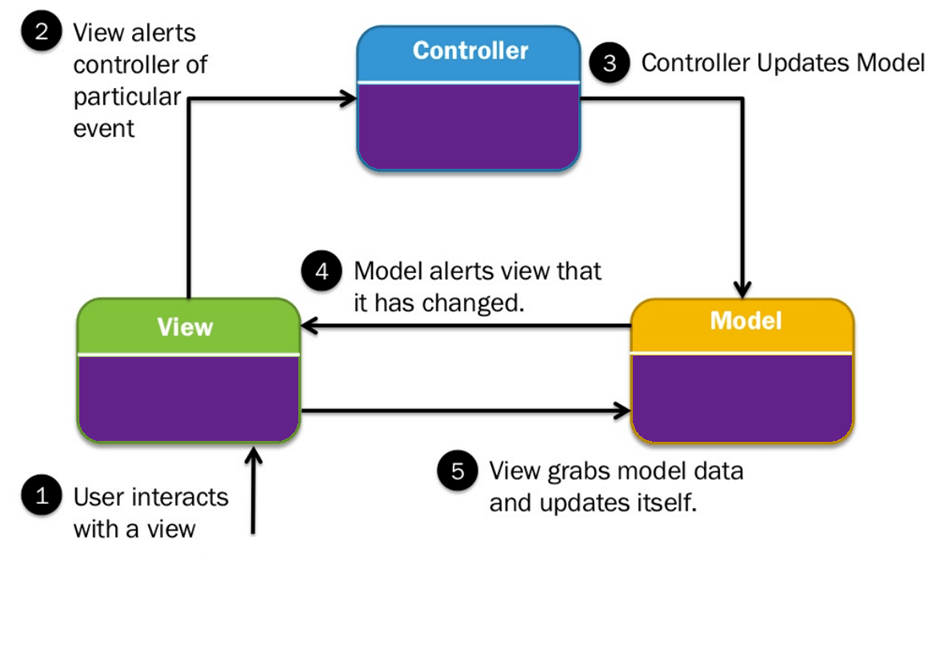 2
View alerts
controller of
particular
event
Controller
3
Controller Updates Model
4
Model alerts view that
it has changed.
View
Model
1
User interacts
with a view
5
View grabs model data
and updates itself.